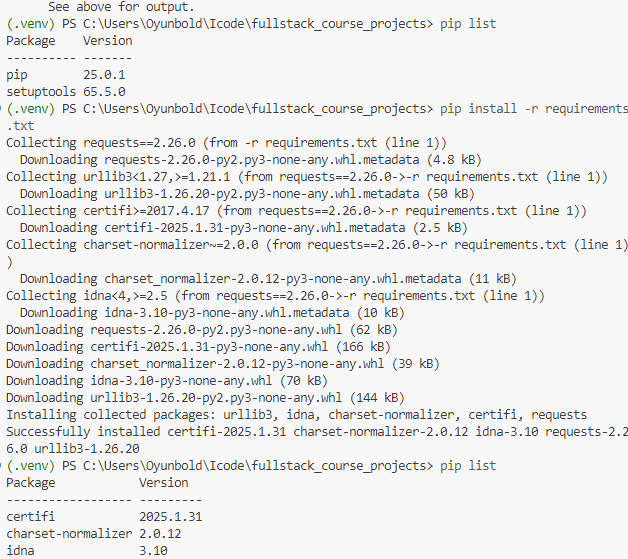 See above for output.
(.venv) PS C:\Users\Oyunbold\Icode\fullstack_course_projects> pip list
Package    Version
---------- -------
pip        25.0.1
setuptools 65.5.0
(.venv) PS C:\Users\Oyunbold\Icode\fullstack_course_projects> pip install -r requirements
.txt
Collecting requests==2.26.0 (from -r requirements.txt (line 1))
  Downloading requests-2.26.0-py2.py3-none-any.whl.metadata (4.8 kB)
Collecting urllib3<1.27,>=1.21.1 (from requests==2.26.0->-r requirements.txt (line 1))
  Downloading urllib3-1.26.20-py2.py3-none-any.whl.metadata (50 kB)
Collecting certifi>=2017.4.17 (from requests==2.26.0->-r requirements.txt (line 1))
  Downloading certifi-2025.1.31-py3-none-any.whl.metadata (2.5 kB)
Collecting charset-normalizer~=2.0.0 (from requests==2.26.0->-r requirements.txt (line 1)
)
  Downloading charset_normalizer-2.0.12-py3-none-any.whl.metadata (11 kB)
Collecting idna<4,>=2.5 (from requests==2.26.0->-r requirements.txt (line 1))
  Downloading idna-3.10-py3-none-any.whl.metadata (10 kB)
Downloading requests-2.26.0-py2.py3-none-any.whl (62 kB)
Downloading certifi-2025.1.31-py3-none-any.whl (166 kB)
Downloading charset_normalizer-2.0.12-py3-none-any.whl (39 kB)
Downloading idna-3.10-py3-none-any.whl (70 kB)
Downloading urllib3-1.26.20-py2.py3-none-any.whl (144 kB)
Installing collected packages: urllib3, idna, charset-normalizer, certifi, requests
Successfully installed certifi-2025.1.31 charset-normalizer-2.0.12 idna-3.10 requests-2.2
6.0 urllib3-1.26.20
(.venv) PS C:\Users\Oyunbold\Icode\fullstack_course_projects> pip list
Package            Version
------------------ ---------
certifi            2025.1.31
charset-normalizer 2.0.12
idna               3.10